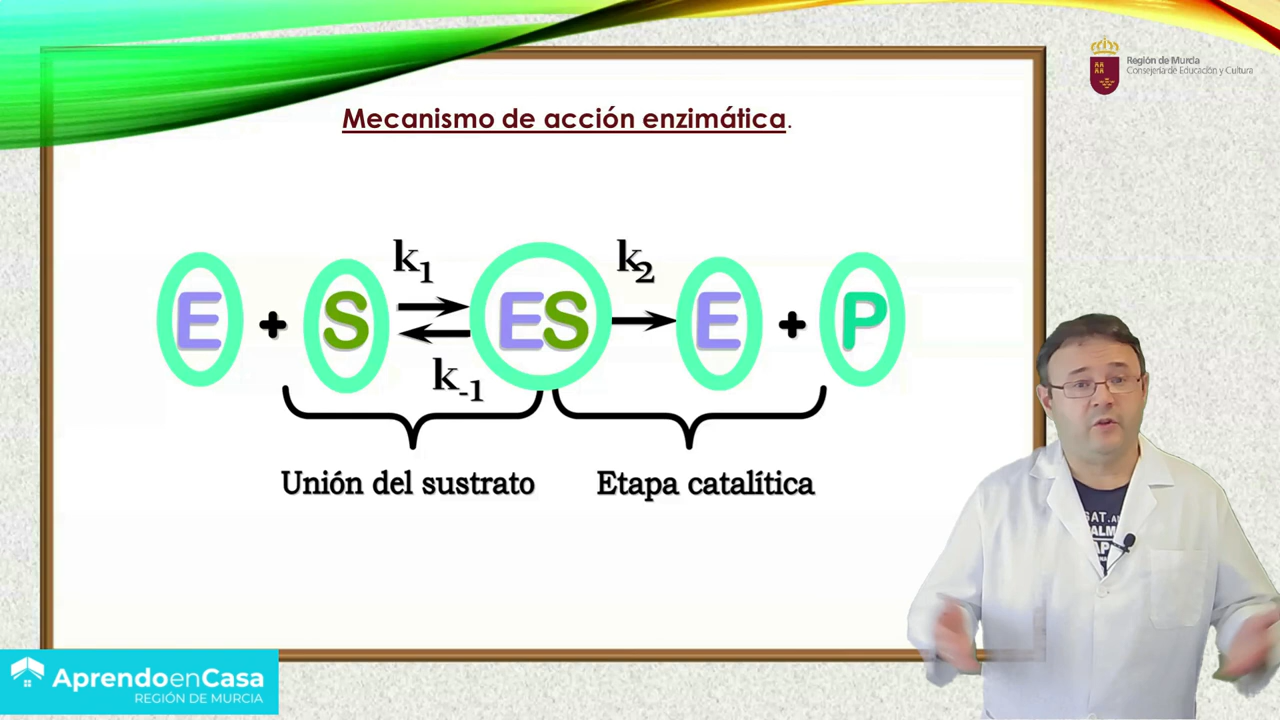 Región de Murcia
Consejería de Educación y Cultura
Mecanismo de acción enzimática.
k1 k2
E + S ES E + P
k-1
Unión del sustrato Etapa catalítica
SAT.
AprendoenCasa
REGIÓN DE MURCIA